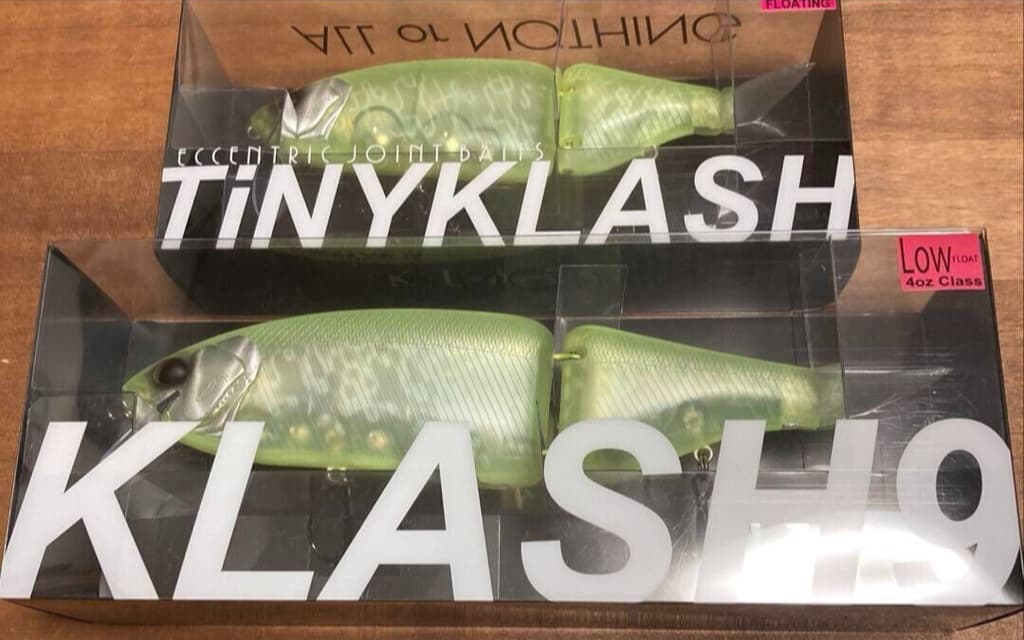 FLOATING
ALL or NOTHING
ECCENTRIC JOINT BAITS
TiNYKLASH
LOW FLOAT
4oz Class
KLASH9